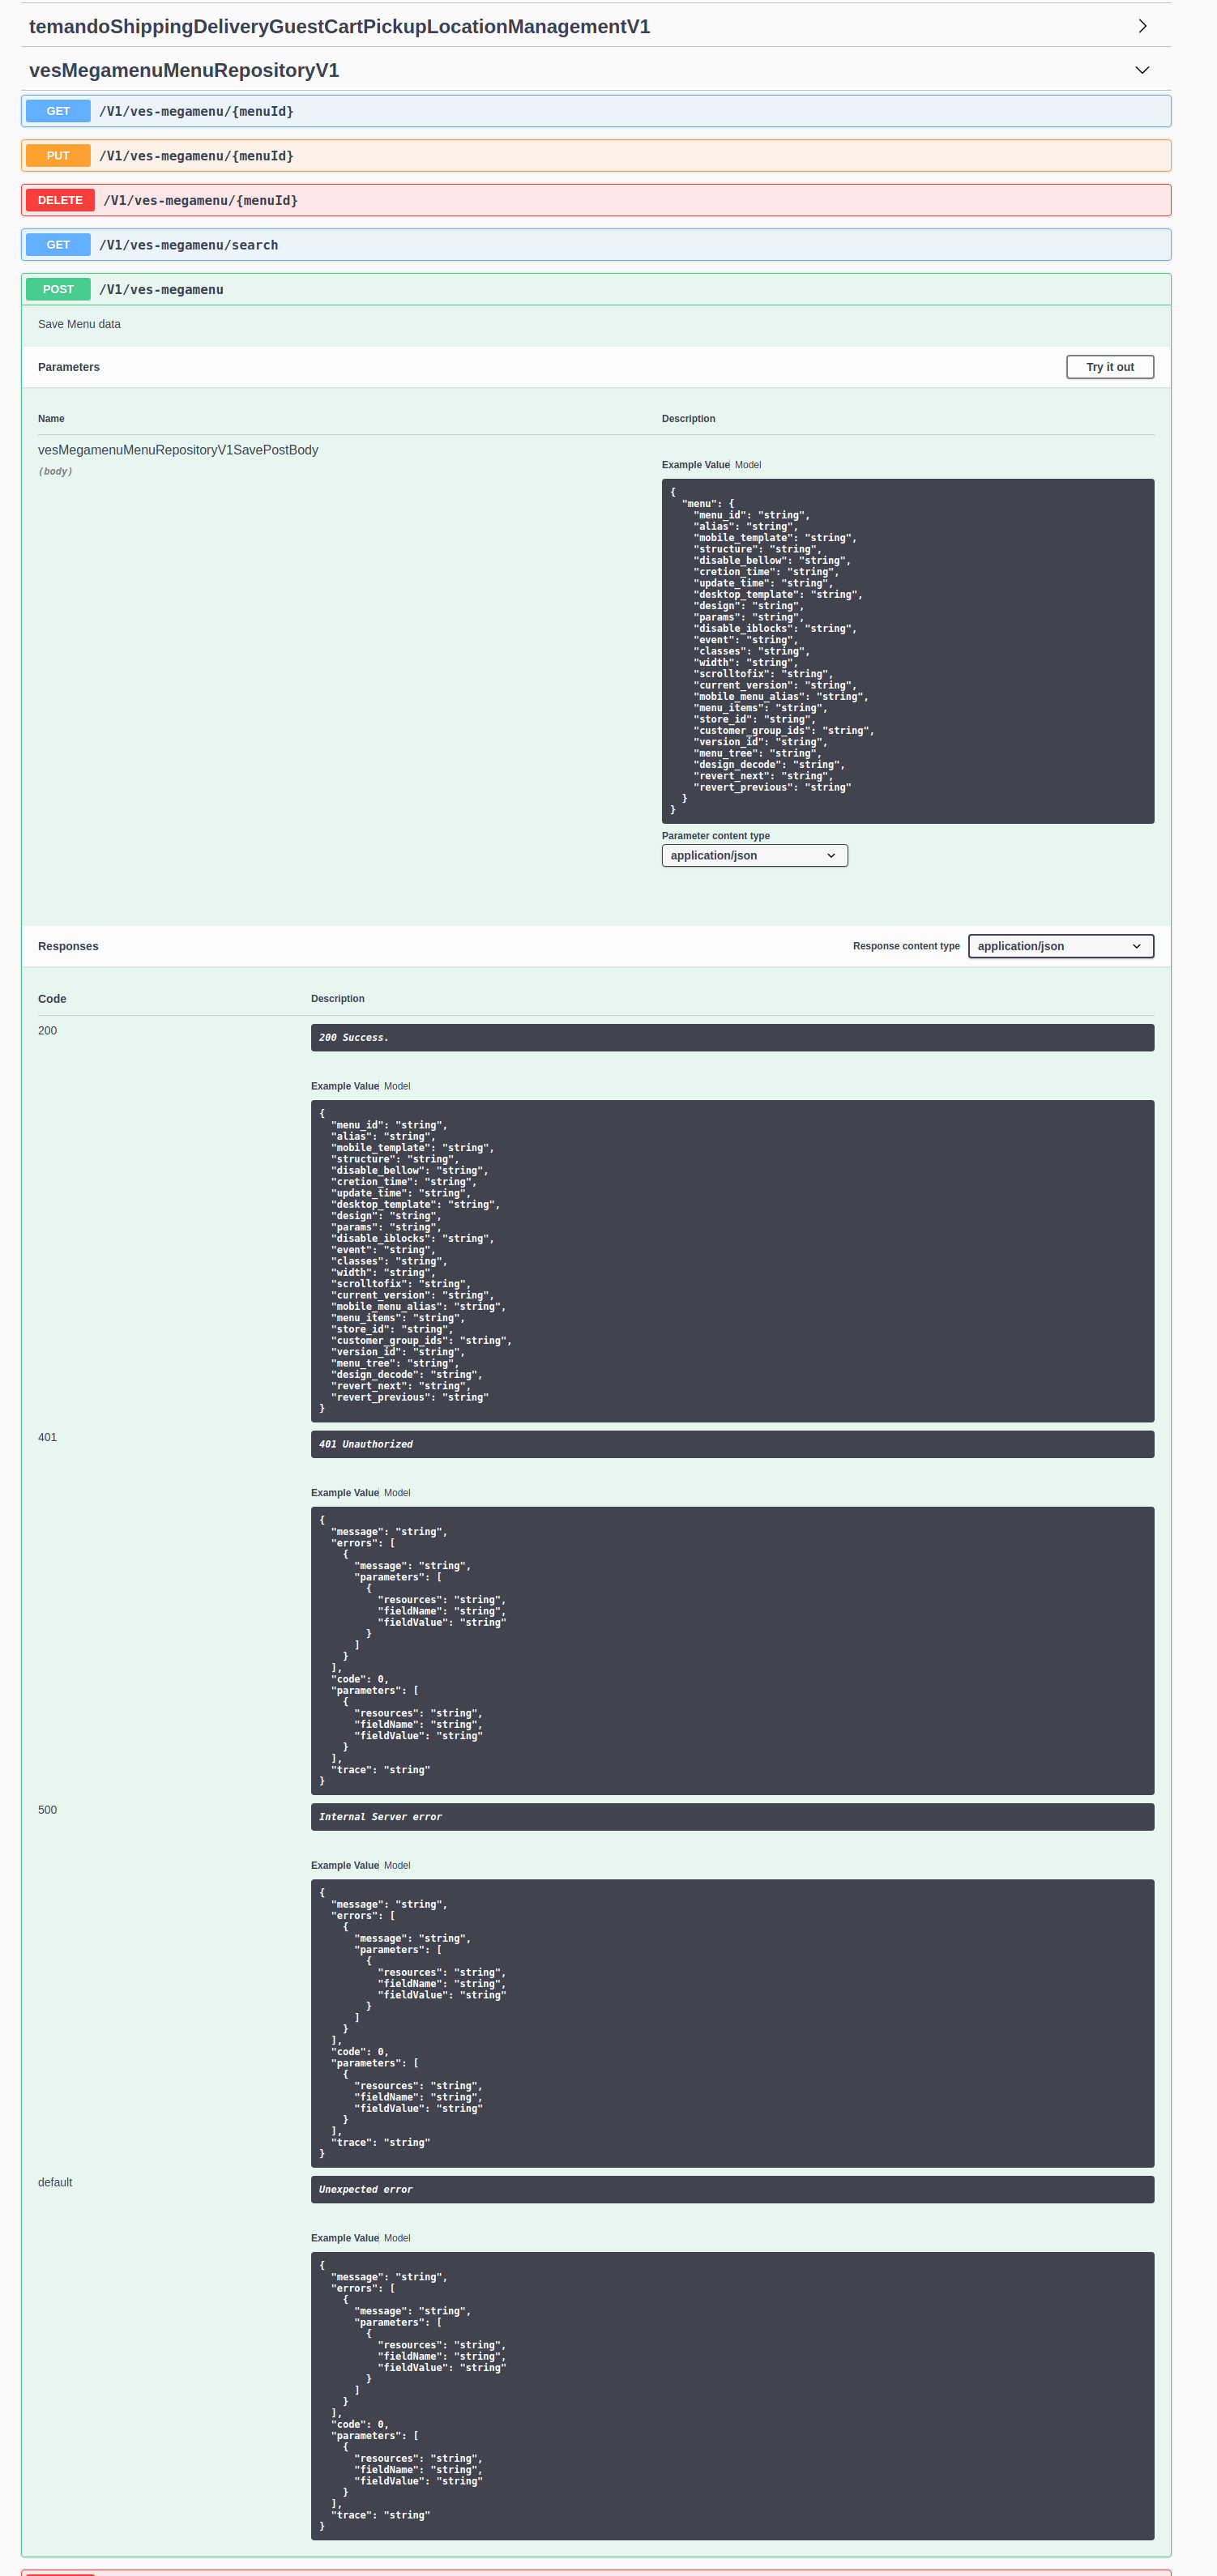 temandoShippingDeliveryGuestCartPickupLocationManagementV1
vesMegamenuMenuRepositoryV1
GET /V1/ves-megamenu/{menuId}
PUT /V1/ves-megamenu/{menuId}
DELETE /V1/ves-megamenu/{menuId}
GET /V1/ves-megamenu/search
POST /V1/ves-megamenu
Save Menu data
Parameters Try it out
Name Description
vesMegamenuMenuRepositoryV1SavePostBody
(body)
Example Value Model
{
"menu": {
"menu_id": "string",
"alias": "string",
"mobile_template": "string",
"structure": "string",
"disable_bellow": "string",
"cretion_time": "string",
"update_time": "string",
"desktop_template": "string",
"design": "string",
"params": "string",
"disable_iblocks": "string",
"event": "string",
"classes": "string",
"width": "string",
"scrolltofix": "string",
"current_version": "string",
"mobile_menu_alias": "string",
"menu_items": "string",
"store_id": "string",
"customer_group_ids": "string",
"version_id": "string",
"menu_tree": "string",
"design_decode": "string",
"revert_next": "string",
"revert_previous": "string"
}
}
Parameter content type
application/json
Responses Response content type application/json
Code Description
200 200 Success.
Example Value Model
{
"menu_id": "string",
"alias": "string",
"mobile_template": "string",
"structure": "string",
"disable_bellow": "string",
"cretion_time": "string",
"update_time": "string",
"desktop_template": "string",
"design": "string",
"params": "string",
"disable_iblocks": "string",
"event": "string",
"classes": "string",
"width": "string",
"scrolltofix": "string",
"current_version": "string",
"mobile_menu_alias": "string",
"menu_items": "string",
"store_id": "string",
"customer_group_ids": "string",
"version_id": "string",
"menu_tree": "string",
"design_decode": "string",
"revert_next": "string",
"revert_previous": "string"
}
401 401 Unauthorized
Example Value Model
{
"message": "string",
"errors": [
{
"message": "string",
"parameters": [
{
"resources": "string",
"fieldName": "string",
"fieldValue": "string"
}
]
}
],
"code": 0,
"parameters": [
{
"resources": "string",
"fieldName": "string",
"fieldValue": "string"
}
],
"trace": "string"
}
500 Internal Server error
Example Value Model
{
"message": "string",
"errors": [
{
"message": "string",
"parameters": [
{
"resources": "string",
"fieldName": "string",
"fieldValue": "string"
}
]
}
],
"code": 0,
"parameters": [
{
"resources": "string",
"fieldName": "string",
"fieldValue": "string"
}
],
"trace": "string"
}
default Unexpected error
Example Value Model
{
"message": "string",
"errors": [
{
"message": "string",
"parameters": [
{
"resources": "string",
"fieldName": "string",
"fieldValue": "string"
}
]
}
],
"code": 0,
"parameters": [
{
"resources": "string",
"fieldName": "string",
"fieldValue": "string"
}
],
"trace": "string"
}